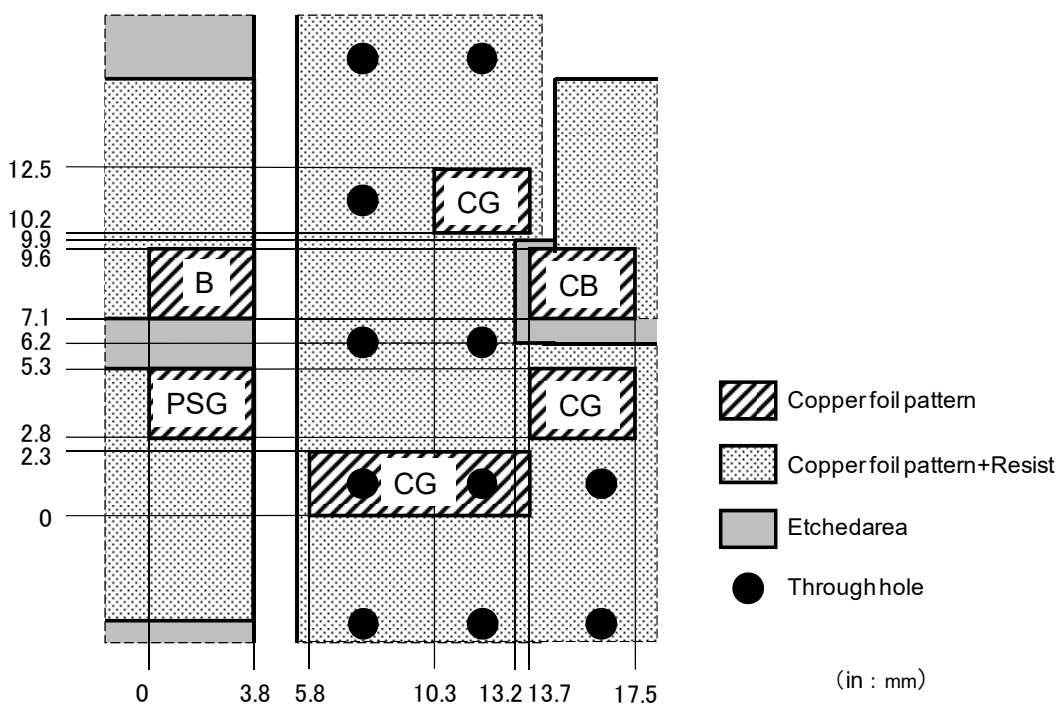 12.5
CG
10.2
9.9
9.6
B
CB
7.1
6.2
5.3
PSG
CG
2.8
2.3
CG
0
0
3.8
5.8
10.3
13.2
13.7
17.5
Copper foil pattern
Copper foil pattern+Resist
Etchedarea
Through hole
(in : mm)